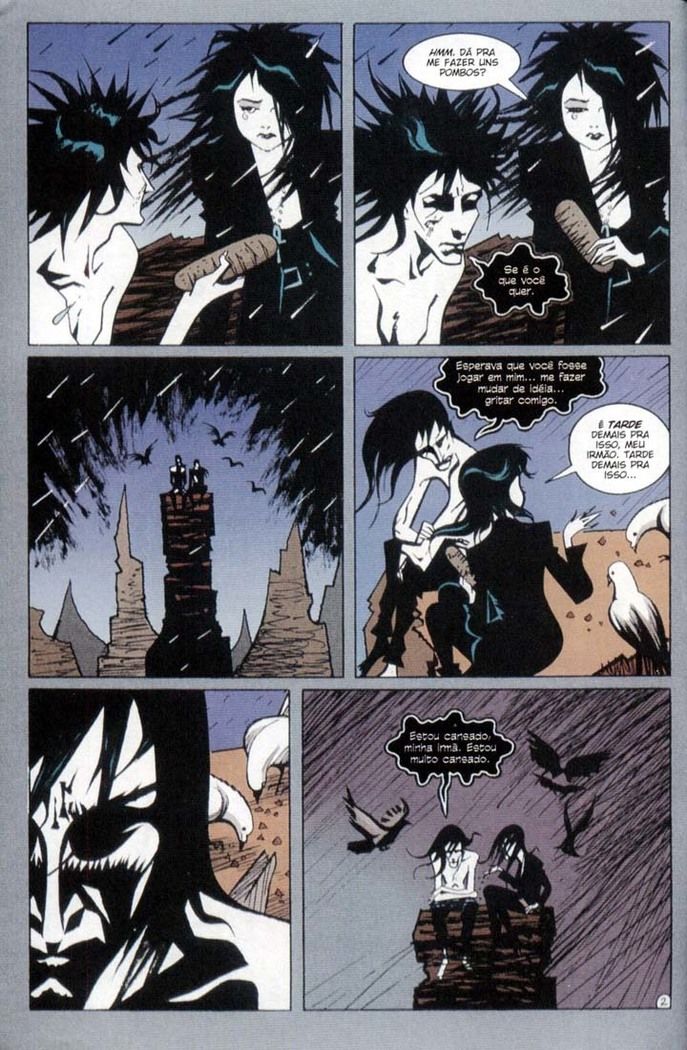 HMM. DÁ PRA
ME FAZER UNS
POMBOS?
Se é o
que você
quer.
Esperava que você fosse
jogar em mim... me fazer
mudar de idéia...
gritar comigo.
É TARDE
DEMAIS PRA
ISSO, MEU
IRMÃO. TARDE
DEMAIS PRA
ISSO...
Estou cansado,
minha irmã. Estou
muito cansado.
2